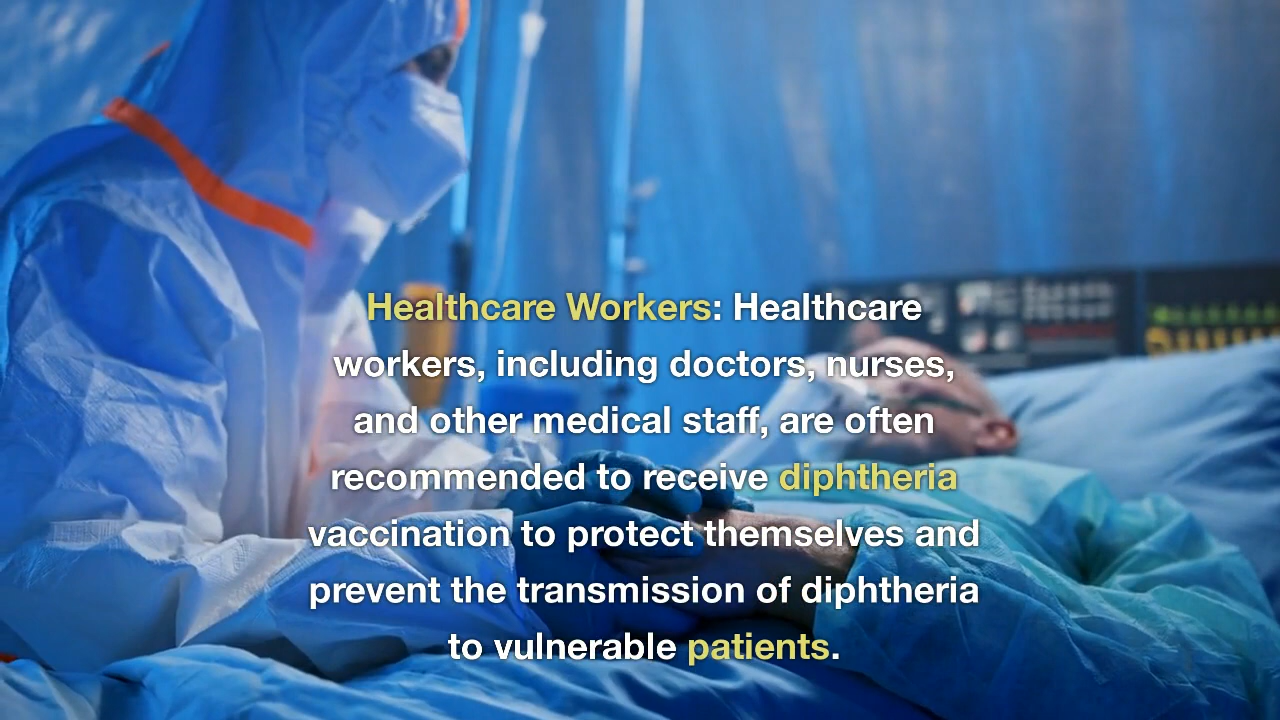 Healthcare Workers: Healthcare
workers, including doctors, nurses,
and other medical staff, are often
recommended to receive diphtheria
vaccination to protect themselves and
prevent the transmission of diphtheria
to vulnerable patients.